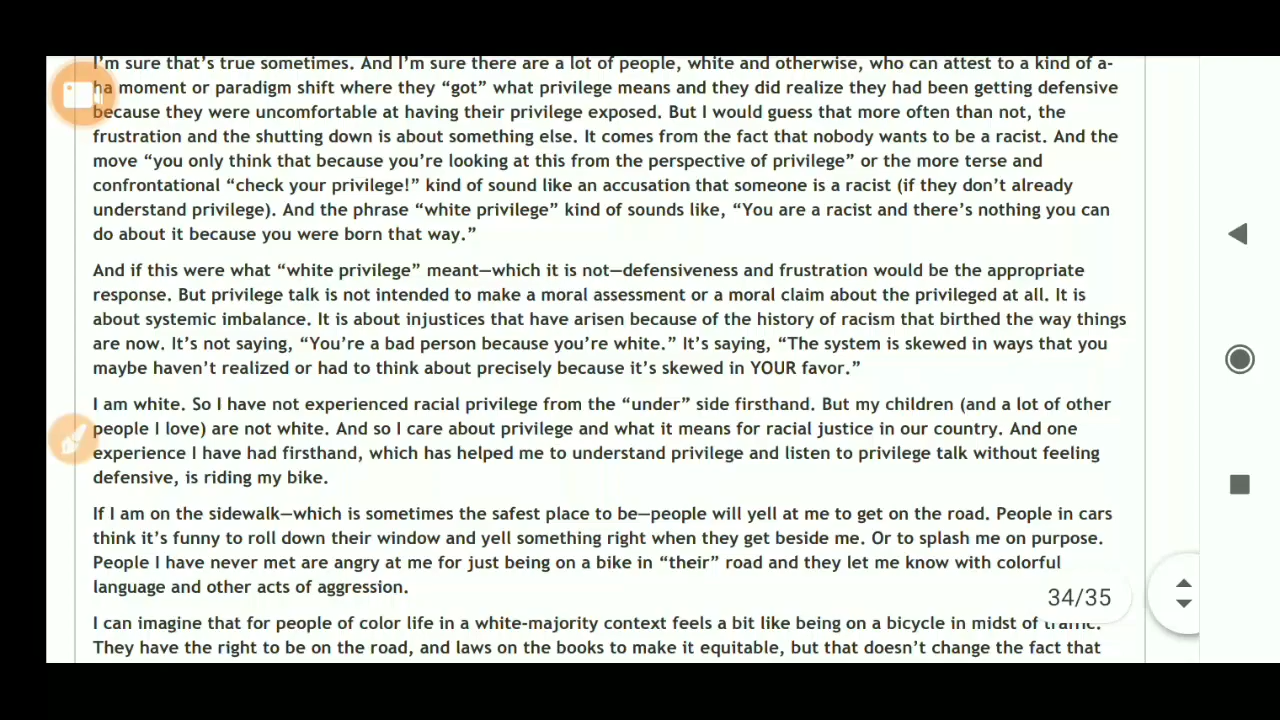 I’m sure that’s true sometimes. And I’m sure there are a lot of people, white and otherwise, who can attest to a kind of a-
ha moment or paradigm shift where they “got” what privilege means and they did realize they had been getting defensive
because they were uncomfortable at having their privilege exposed. But I would guess that more often than not, the
frustration and the shutting down is about something else. It comes from the fact that nobody wants to be a racist. And the
move “you only think that because you’re looking at this from the perspective of privilege” or the more terse and
confrontational “check your privilege!” kind of sound like an accusation that someone is a racist (if they don’t already
understand privilege). And the phrase “white privilege” kind of sounds like, “You are a racist and there’s nothing you can
do about it because you were born that way.”
And if this were what “white privilege” meant—which it is not—defensiveness and frustration would be the appropriate
response. But privilege talk is not intended to make a moral assessment or a moral claim about the privileged at all. It is
about systemic imbalance. It is about injustices that have arisen because of the history of racism that birthed the way things
are now. It’s not saying, “You’re a bad person because you’re white.” It’s saying, “The system is skewed in ways that you
maybe haven’t realized or had to think about precisely because it’s skewed in YOUR favor.”
I am white. So I have not experienced racial privilege from the “under” side firsthand. But my children (and a lot of other
people I love) are not white. And so I care about privilege and what it means for racial justice in our country. And one
experience I have had firsthand, which has helped me to understand privilege and listen to privilege talk without feeling
defensive, is riding my bike.
If I am on the sidewalk—which is sometimes the safest place to be—people will yell at me to get on the road. People in cars
think it’s funny to roll down their window and yell something right when they get beside me. Or to splash me on purpose.
People I have never met are angry at me for just being on a bike in “their” road and they let me know with colorful
language and other acts of aggression.
34/35
I can imagine that for people of color life in a white-majority context feels a bit like being on a bicycle in midst of traffic.
They have the right to be on the road, and laws on the books to make it equitable, but that doesn’t change the fact that